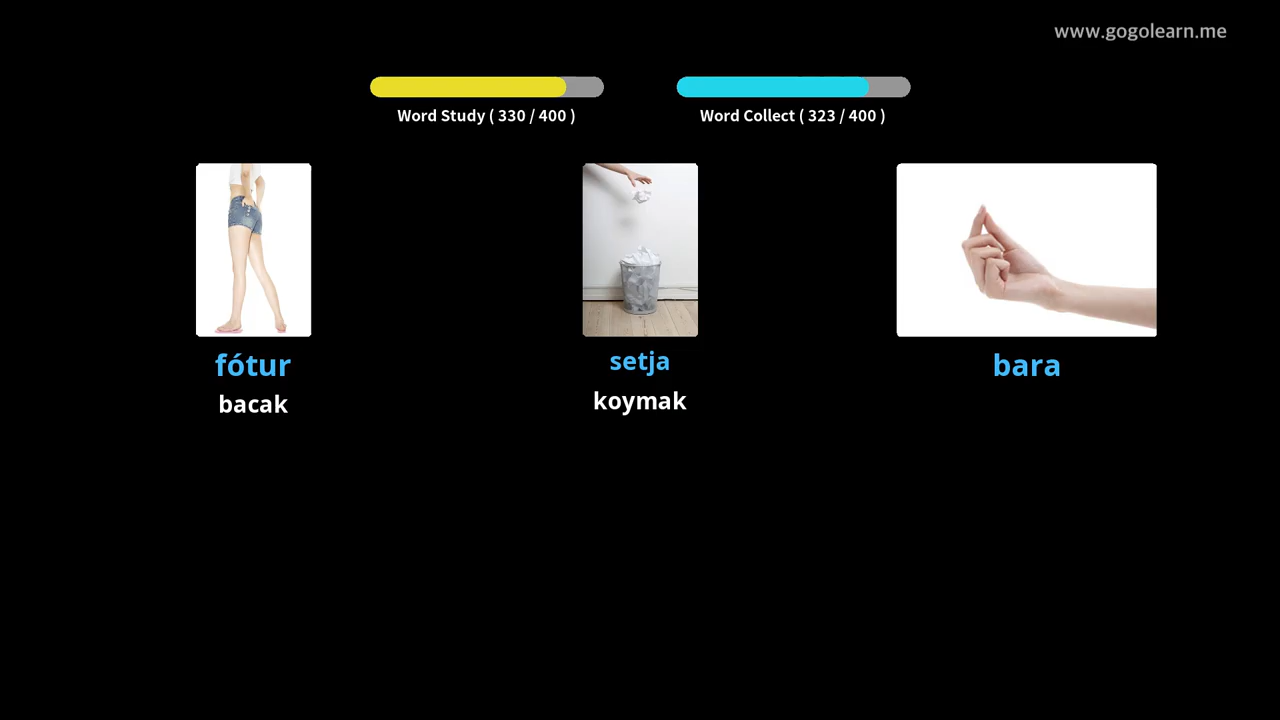 www.gogolearn.me
Word Study ( 330 / 400 )
Word Collect ( 323 / 400 )
fótur
setja
bara
bacak
koymak